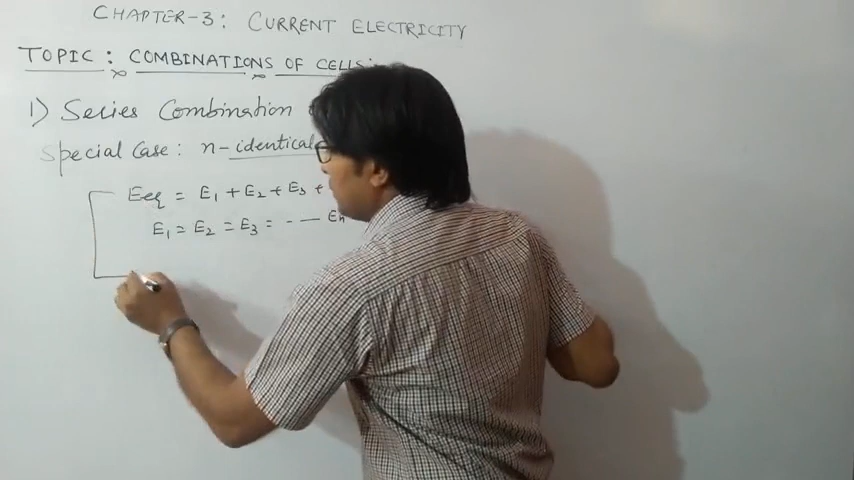 CHAPTER-3: CURRENT ELECTRICITY
TOPIC: COMBINATIONS OF CELLS:
1) Series Combination
Special Case: n-identical
Eeq = E1 + E2 + E3 +
E1 = E2 = E3 = - — En